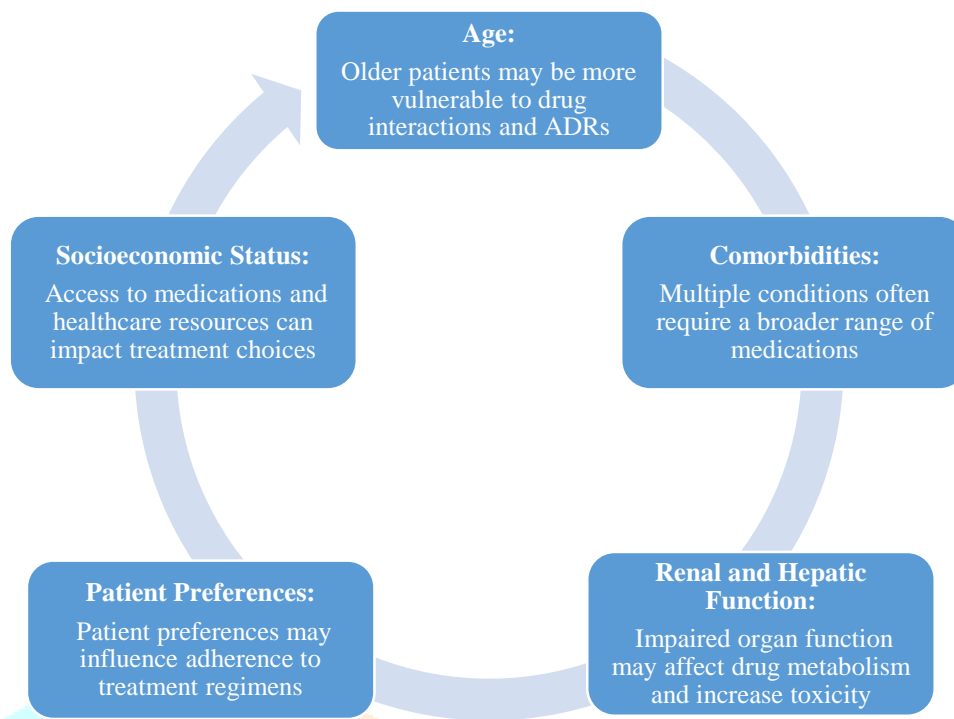 Age:
Older patients may be more
vulnerable to drug
interactions and ADRs
Comorbidities:
Multiple conditions often
require a broader range of
medications
Renal and Hepatic
Function:
Impaired organ function
may affect drug metabolism
and increase toxicity
Patient Preferences:
Patient preferences may
influence adherence to
treatment regimens
Socioeconomic Status:
Access to medications and
healthcare resources can
impact treatment choices